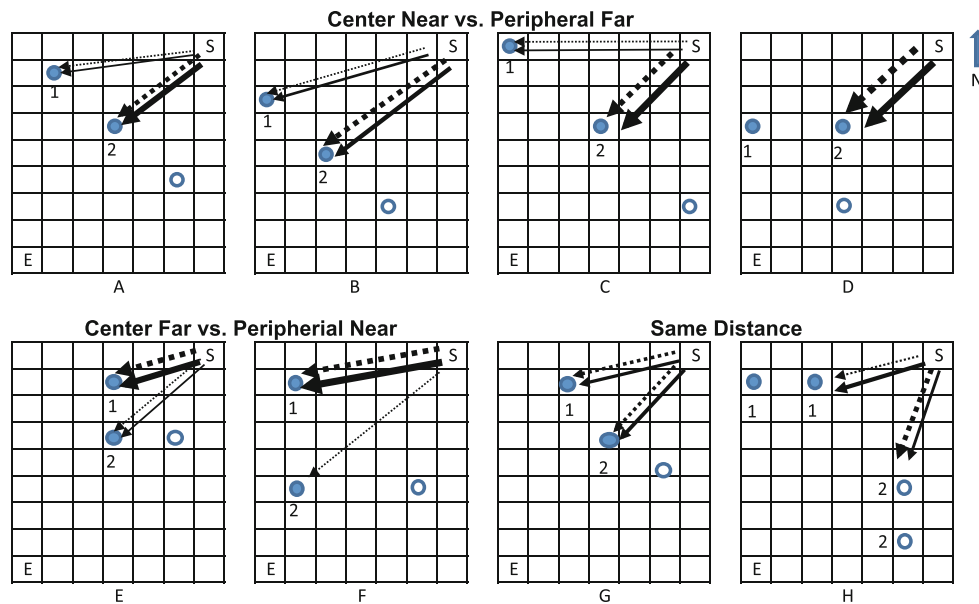 Center Near vs. Peripheral Far
S S S S
N
1 1 1
2 2 2 1 2
E E E E
A B C D
Center Far vs. Peripherial Near Same Distance
S S S S
1 1 1 1 1
2 2 2 2
2
E E E E
E F G H